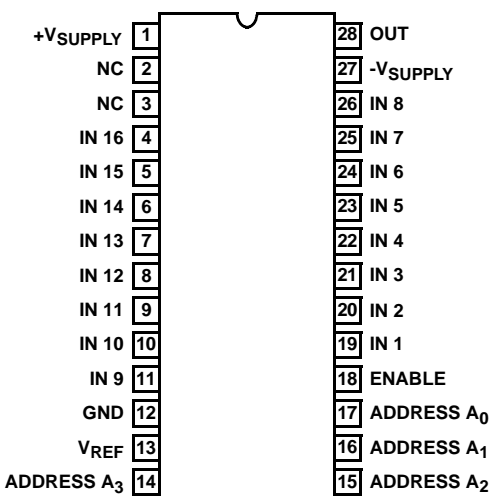 +VSUPPLY 1 28 OUT
NC 2 27 -VSUPPLY
NC 3 26 IN 8
IN 16 4 25 IN 7
IN 15 5 24 IN 6
IN 14 6 23 IN 5
IN 13 7 22 IN 4
IN 12 8 21 IN 3
IN 11 9 20 IN 2
IN 10 10 19 IN 1
IN 9 11 18 ENABLE
GND 12 17 ADDRESS A0
VREF 13 16 ADDRESS A1
ADDRESS A3 14 15 ADDRESS A2